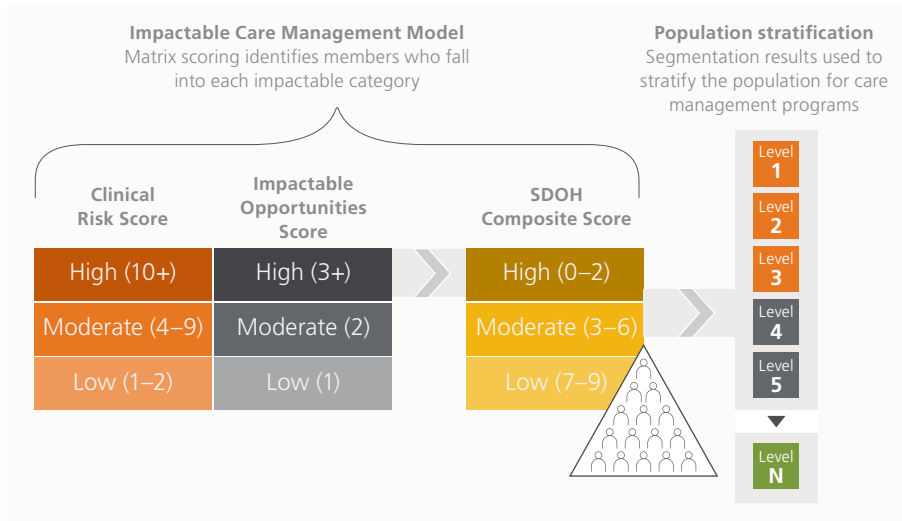 Impactable Care Management Model
Matrix scoring identifies members who fall
into each impactable category
Population stratification
Segmentation results used to
stratify the population for care
management programs
Clinical
Risk Score
Impactable
Opportunities
Score
SDOH
Composite Score
High (10+)
High (3+)
High (0–2)
Moderate (4–9)
Moderate (2)
Moderate (3–6)
Low (1–2)
Low (1)
Low (7–9)
Level
1
Level
2
Level
3
Level
4
Level
5
Level
N